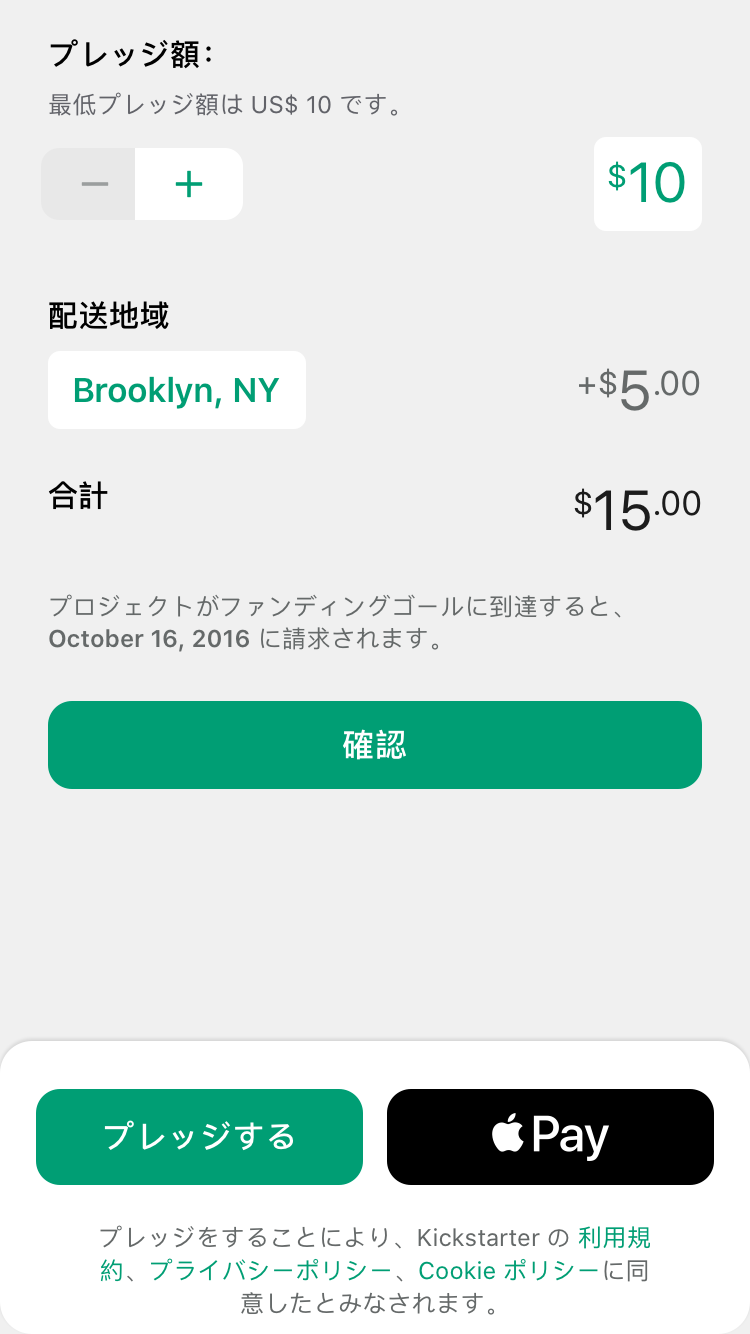 プレッジ額:
最低プレッジ額は US$ 10 です。
− +
$10
配送地域
Brooklyn, NY
+$5.00
合計
$15.00
プロジェクトがファンディングゴールに到達すると、
October 16, 2016 に請求されます。
確認
プレッジする
Pay
プレッジをすることにより、Kickstarter の 利用規
約、プライバシーポリシー、Cookie ポリシーに同
意したとみなされます。